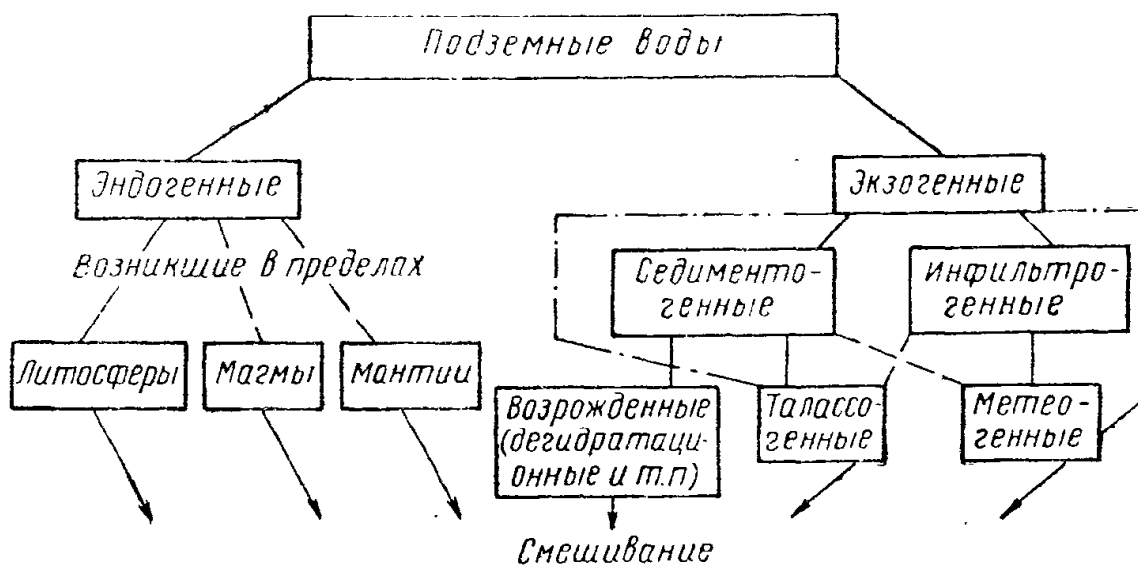 Подземные воды
Эндогенные
Экзогенные
Возникшие в пределах
Седименто-
генные
Инфильтро-
генные
Литосферы
Магмы
Мантии
Возрожденные
(дегидратаци-
онные и т.п)
Талассо-
генные
Метео-
генные
Смешивание